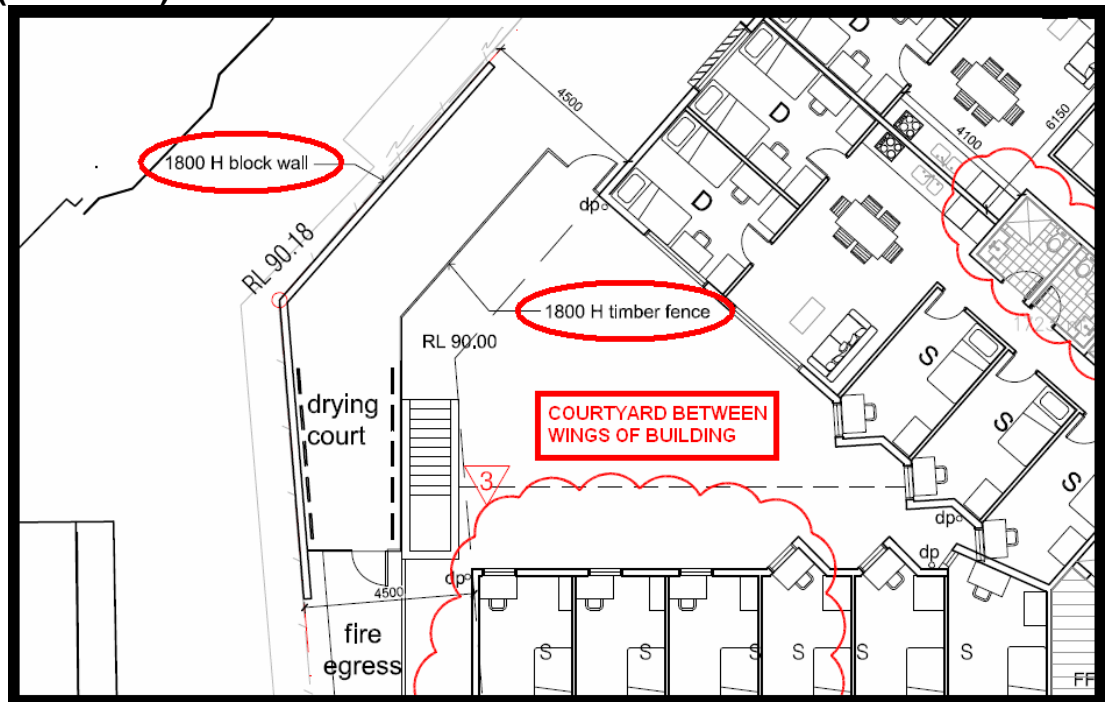 1800 H block wall
4500
D
D
D
4100
6150
dp
RL 90.18
1800 H timber fence
RL 90.00
drying
court
COURTYARD BETWEEN
WINGS OF BUILDING
S
S
S
3
dp
dp
dp
4500
fire
egress
S
S
S
S
S
S
FF